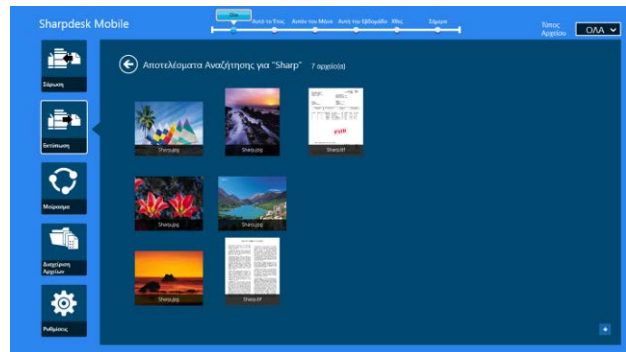 Sharpdesk Mobile
Όλα
Αυτό το Έτος
Αυτόν τον Μήνα
Αυτή την Εβδομάδα
Χθες
Σήμερα
Τύπος Αρχείου
ΟΛΑ
Σάρωση
Εκτύπωση
Μοίρασμα
Διαχείριση Αρχείων
Ρυθμίσεις
Αποτελέσματα Αναζήτησης για "Sharp"
7 αρχείο(α)
Sharp.jpg
Sharp.jpg
Sharp.tif
PAID
Sharp.jpg
Sharp.jpg
Sharp.jpg
Sharp.tif